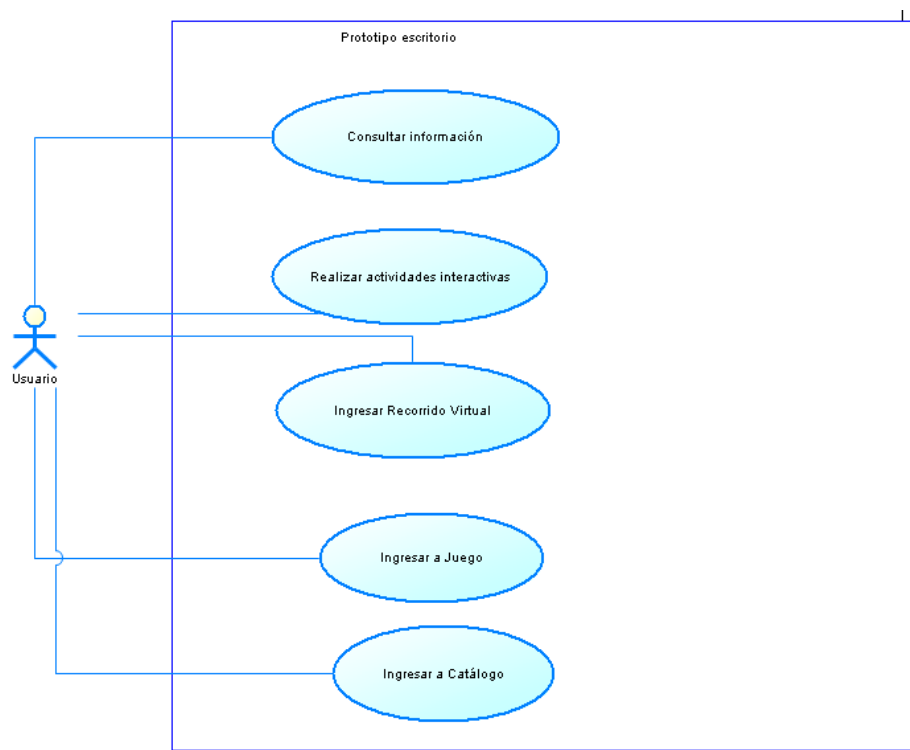 Prototipo escritorio
Consultar información
Realizar actividades interactivas
Usuario
Ingresar Recorrido Virtual
Ingresar a Juego
Ingresar a Catálogo